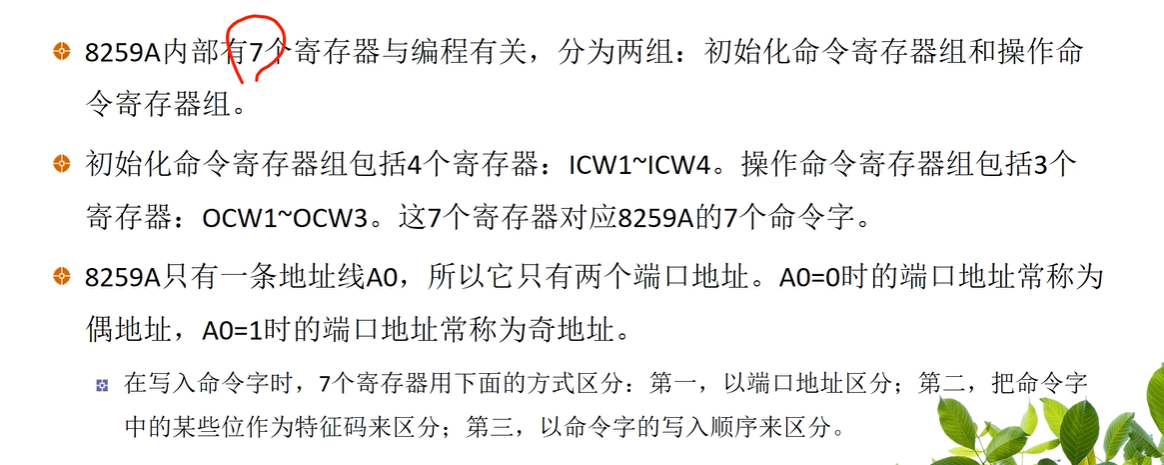 8259A内部有7个寄存器与编程有关，分为两组：初始化命令寄存器组和操作命
令寄存器组。
初始化命令寄存器组包括4个寄存器：ICW1~ICW4。操作命令寄存器组包括3个
寄存器：OCW1~OCW3。这7个寄存器对应8259A的7个命令字。
8259A只有一条地址线A0，所以它只有两个端口地址。A0=0时的端口地址常称为
偶地址，A0=1时的端口地址常称为奇地址。
在写入命令字时，7个寄存器用下面的方式区分：第一，以端口地址区分；第二，把命令字
中的某些位作为特征码来区分；第三，以命令字的写入顺序来区分。